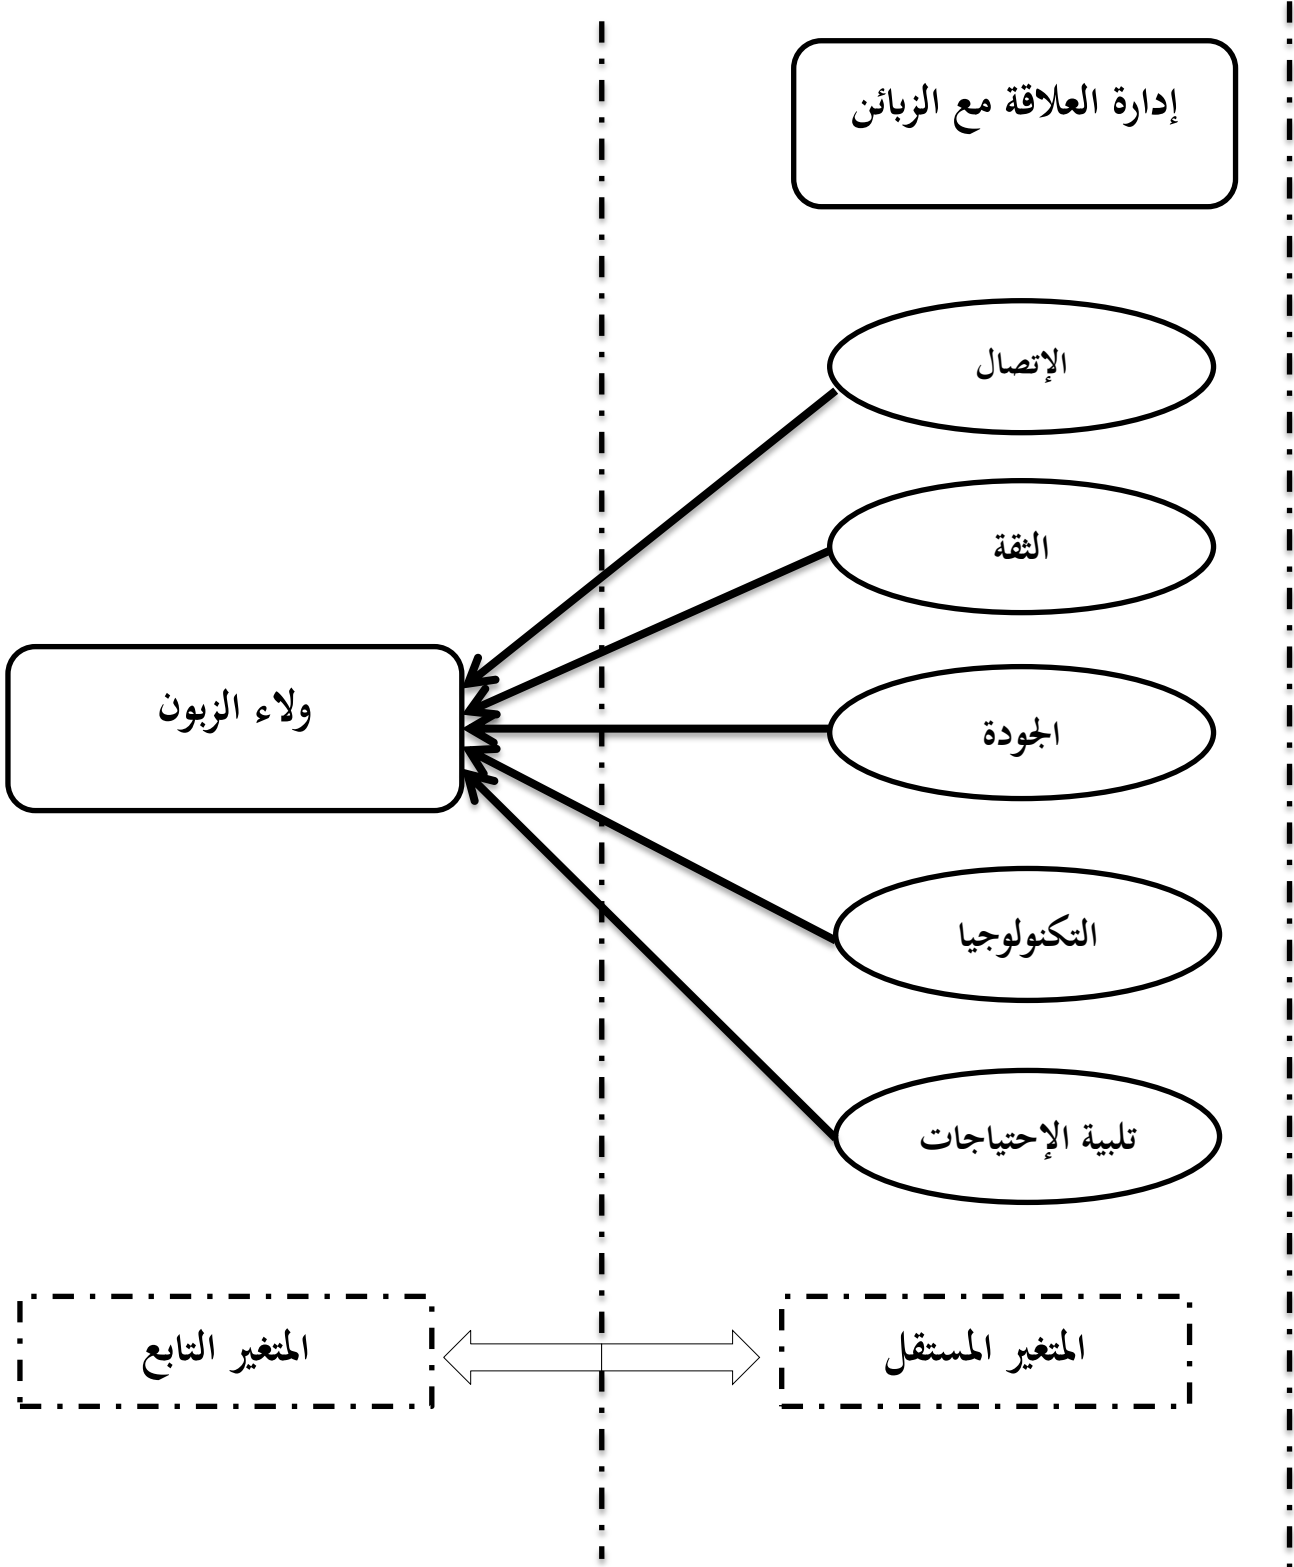 إدارة العلاقة مع الزبائن
الإتصال
الثقة
الجودة
ولاء الزبون
التكنولوجيا
تلبية الإحتياجات
المتغير المستقل
المتغير التابع